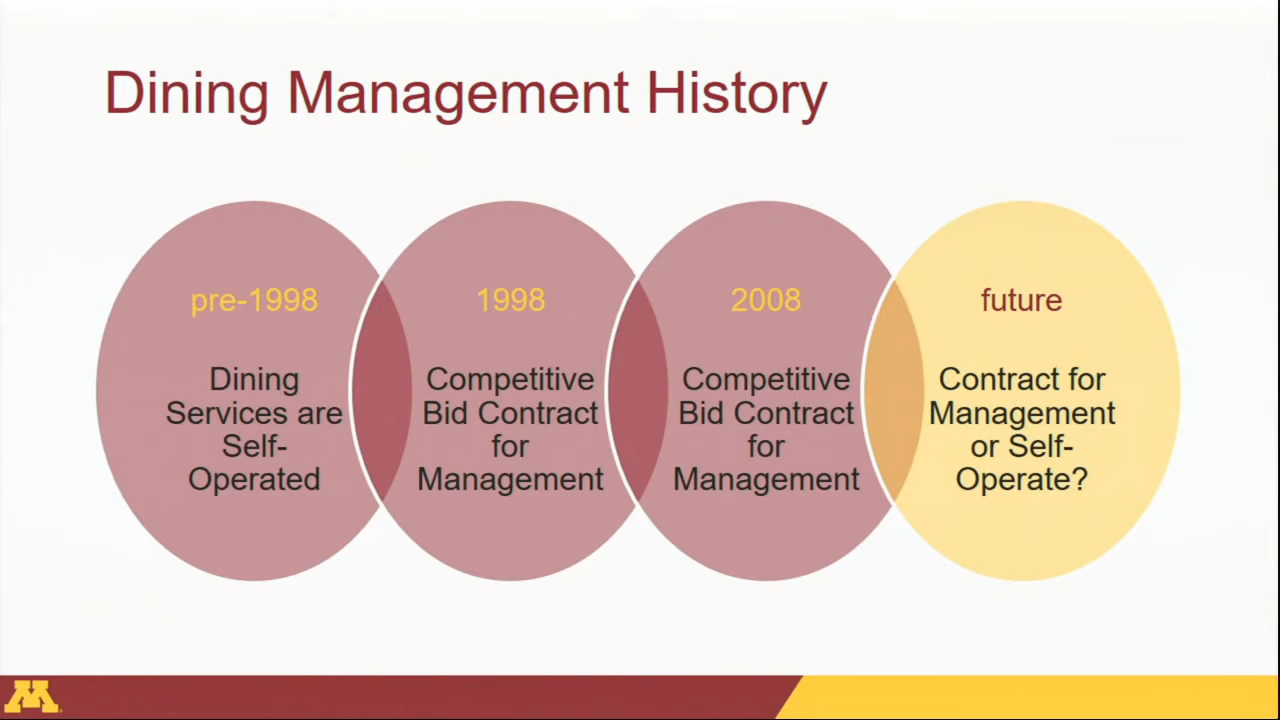 Dining Management History
pre-1998
Dining
Services are
Self-
Operated
1998
Competitive
Bid Contract
for
Management
2008
Competitive
Bid Contract
for
Management
future
Contract for
Management
or Self-
Operate?
M